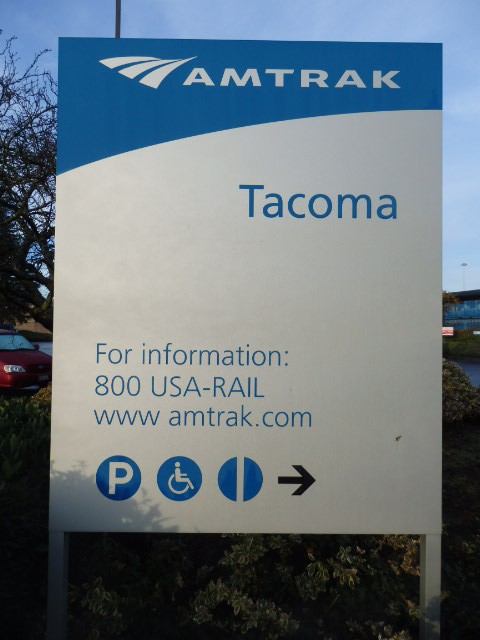 AMTRAK
Tacoma
For information:
800 USA-RAIL
www amtrak.com
P